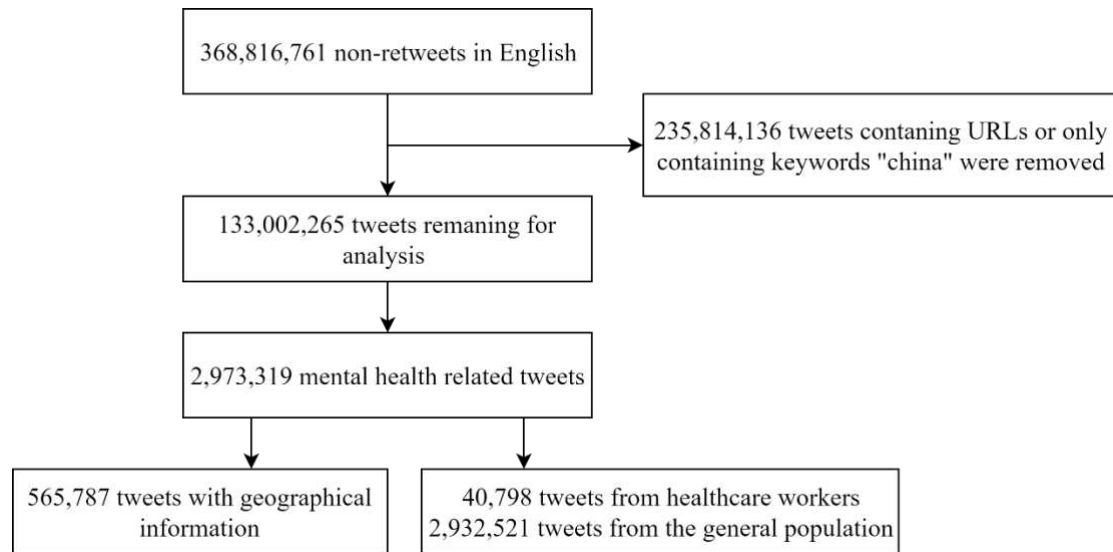 368,816,761 non-retweets in English
235,814,136 tweets contaning URLs or only
containing keywords "china" were removed
133,002,265 tweets remaning for
analysis
2,973,319 mental health related tweets
565,787 tweets with geographical
information
40,798 tweets from healthcare workers
2,932,521 tweets from the general population